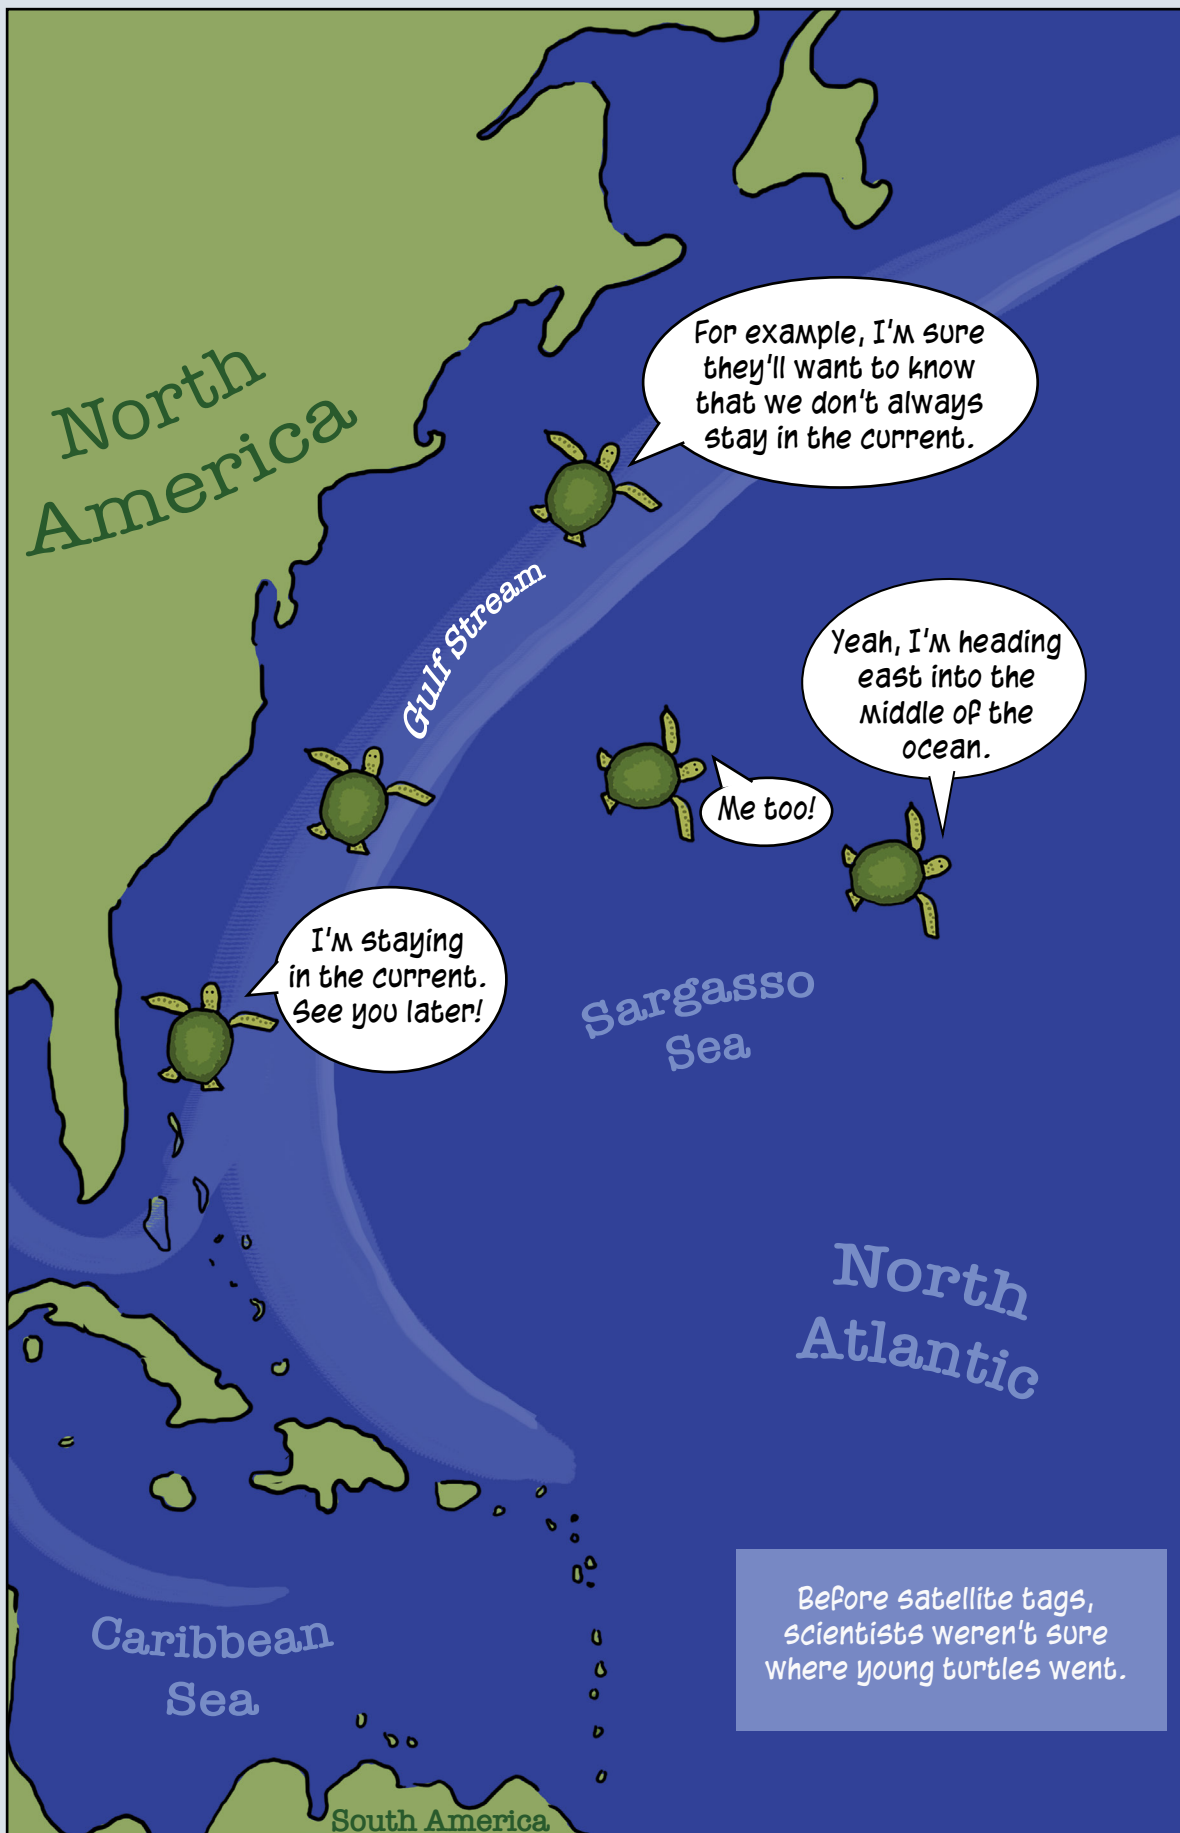 For example, I'm sure
they'll want to know
that we don't always
stay in the current.
North
America
Gulf Stream
Yeah, I'm heading
east into the
middle of the
ocean.
Me too!
I'm staying
in the current.
See you later!
Sargasso
Sea
North
Atlantic
Before satellite tags,
scientists weren't sure
where young turtles went.
Caribbean
Sea
South America